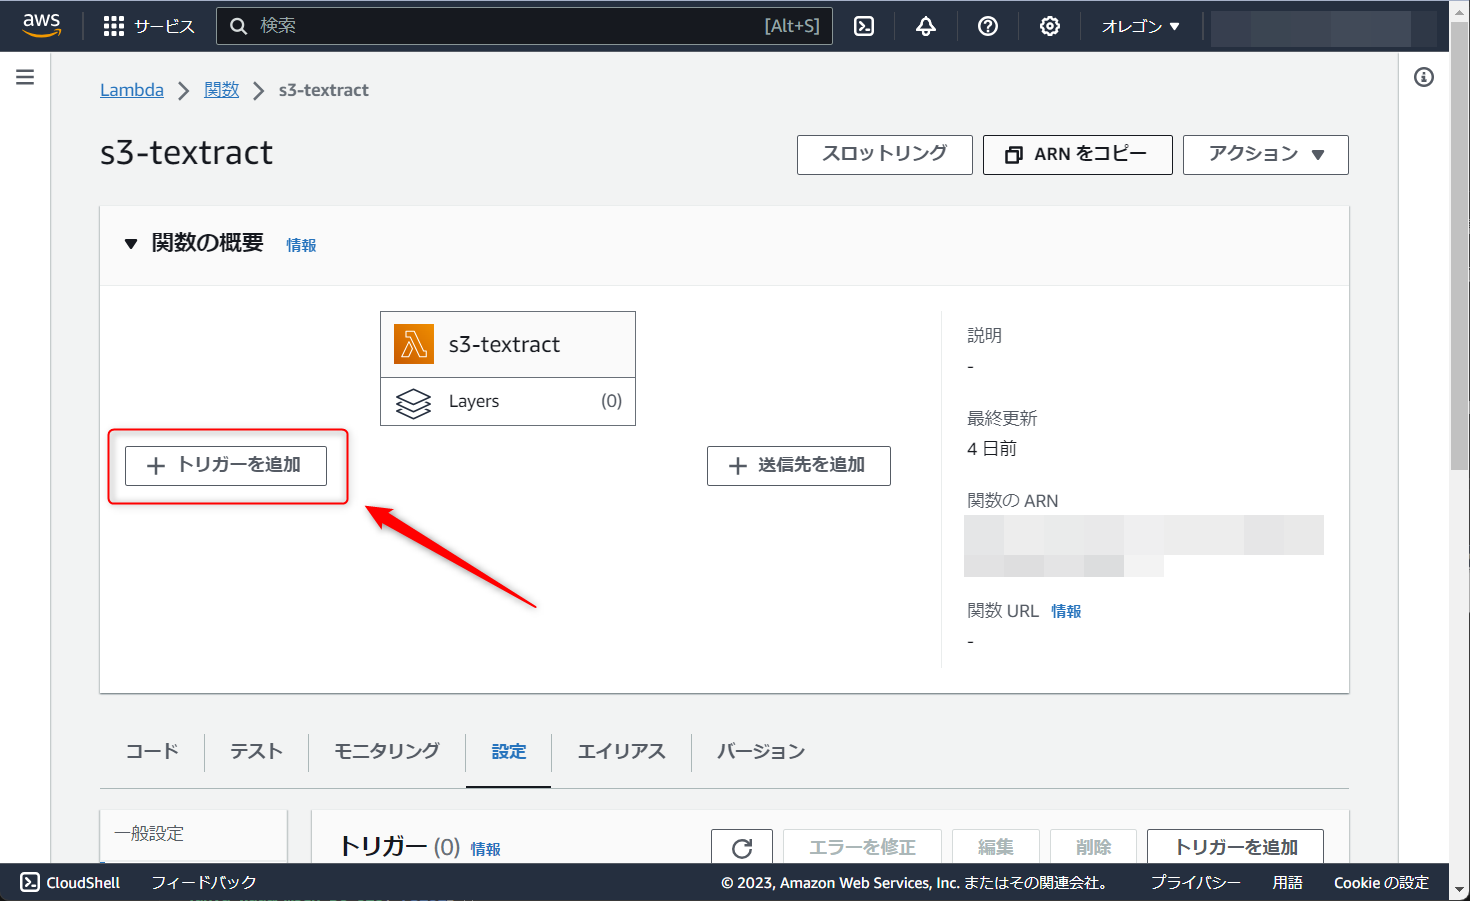 aws サービス 検索 [Alt+S] オレゴン ▼
Lambda > 関数 > s3-textract
s3-textract
スロットリング ARN をコピー アクション ▼
▼ 関数の概要 情報
s3-textract
Layers (0)
+ トリガーを追加
+ 送信先を追加
説明
-
最終更新
4 日前
関数の ARN
関数 URL 情報
-
コード テスト モニタリング 設定 エイリアス バージョン
一般設定
トリガー (0) 情報 エラーを修正 編集 削除 トリガーを追加
CloudShell フィードバック © 2023, Amazon Web Services, Inc. またはその関連会社。 プライバシー 用語 Cookie の設定